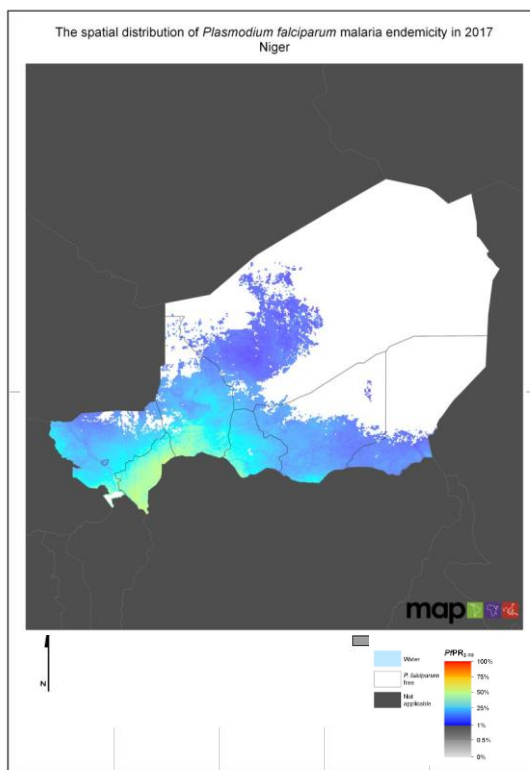 The spatial distribution of Plasmodium falciparum malaria endemicity in 2017
Niger
map
N
Water
P. falciparum
free
Not
applicable
PfPR2-10
100%
75%
50%
25%
1%
0.5%
0%